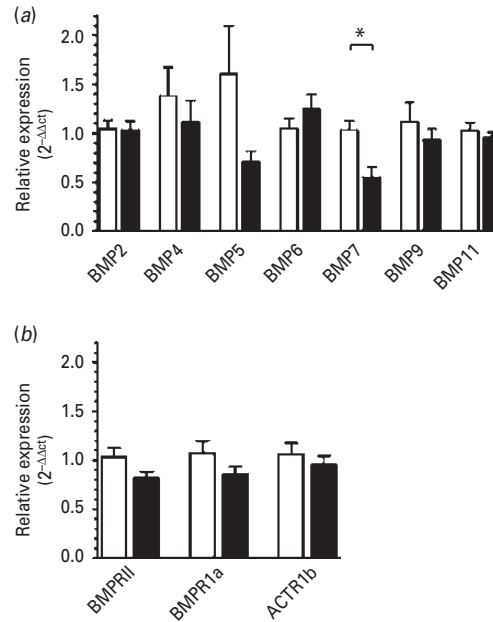 (a)
Relative expression
(2–ΔΔct)
2.0
1.5
1.0
0.5
0.0
*
BMP2
BMP4
BMP5
BMP6
BMP7
BMP9
BMP11
(b)
Relative expression
(2–ΔΔct)
2.0
1.5
1.0
0.5
0.0
BMPRII
BMPR1a
ACTR1b